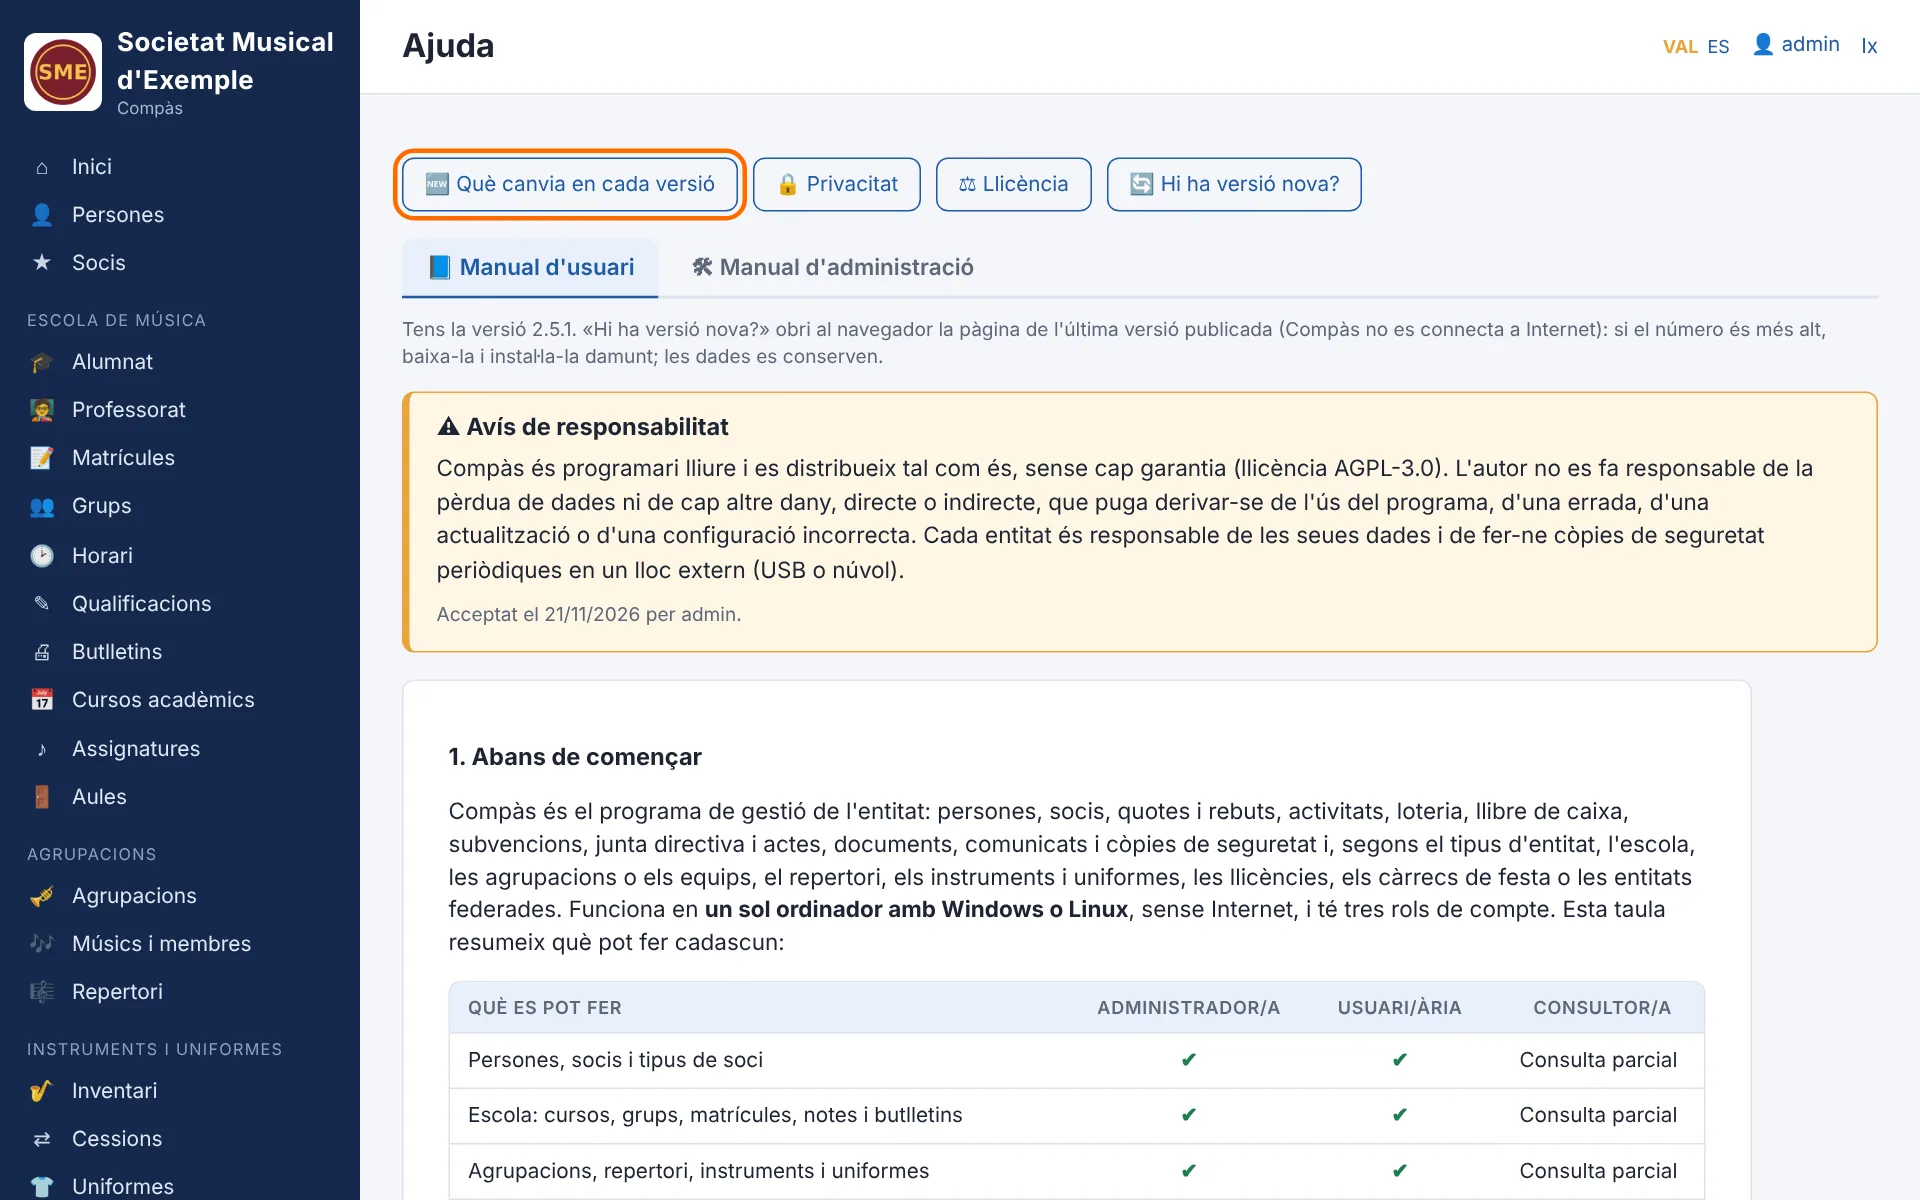 SME
Societat Musical
d'Exemple
Compàs
Inici
Persones
Socis
ESCOLA DE MÚSICA
Alumnat
Professorat
Matrícules
Grups
Horari
Qualificacions
Butlletins
Cursos acadèmics
Assignatures
Aules
AGRUPACIONS
Agrupacions
Músics i membres
Repertori
INSTRUMENTS I UNIFORMES
Inventari
Cessions
Uniformes
Ajuda
VAL ES admin Ix
Què canvia en cada versió
Privacitat
Llicència
Hi ha versió nova?
Manual d'usuari
Manual d'administració
Tens la versió 2.5.1. «Hi ha versió nova?» obri al navegador la pàgina de l'última versió publicada (Compàs no es connecta a Internet): si el número és més alt,
baixa-la i instal·la-la damunt; les dades es conserven.
Avís de responsabilitat
Compàs és programari lliure i es distribueix tal com és, sense cap garantia (llicència AGPL-3.0). L'autor no es fa responsable de la
pèrdua de dades ni de cap altre dany, directe o indirecte, que puga derivar-se de l'ús del programa, d'una errada, d'una
actualització o d'una configuració incorrecta. Cada entitat és responsable de les seues dades i de fer-ne còpies de seguretat
periòdiques en un lloc extern (USB o núvol).
Acceptat el 21/11/2026 per admin.
1. Abans de començar
Compàs és el programa de gestió de l'entitat: persones, socis, quotes i rebuts, activitats, loteria, llibre de caixa,
subvencions, junta directiva i actes, documents, comunicats i còpies de seguretat i, segons el tipus d'entitat, l'escola,
les agrupacions o els equips, el repertori, els instruments i uniformes, les llicències, els càrrecs de festa o les entitats
federades. Funciona en un sol ordinador amb Windows o Linux, sense Internet, i té tres rols de compte. Esta taula
resumeix què pot fer cadascun:
QUÈ ES POT FER ADMINISTRADOR/A USUARI/ÀRIA CONSULTOR/A
Persones, socis i tipus de soci ✔ ✔ Consulta parcial
Escola: cursos, grups, matrícules, notes i butlletins ✔ ✔ Consulta parcial
Agrupacions, repertori, instruments i uniformes ✔ ✔ Consulta parcial